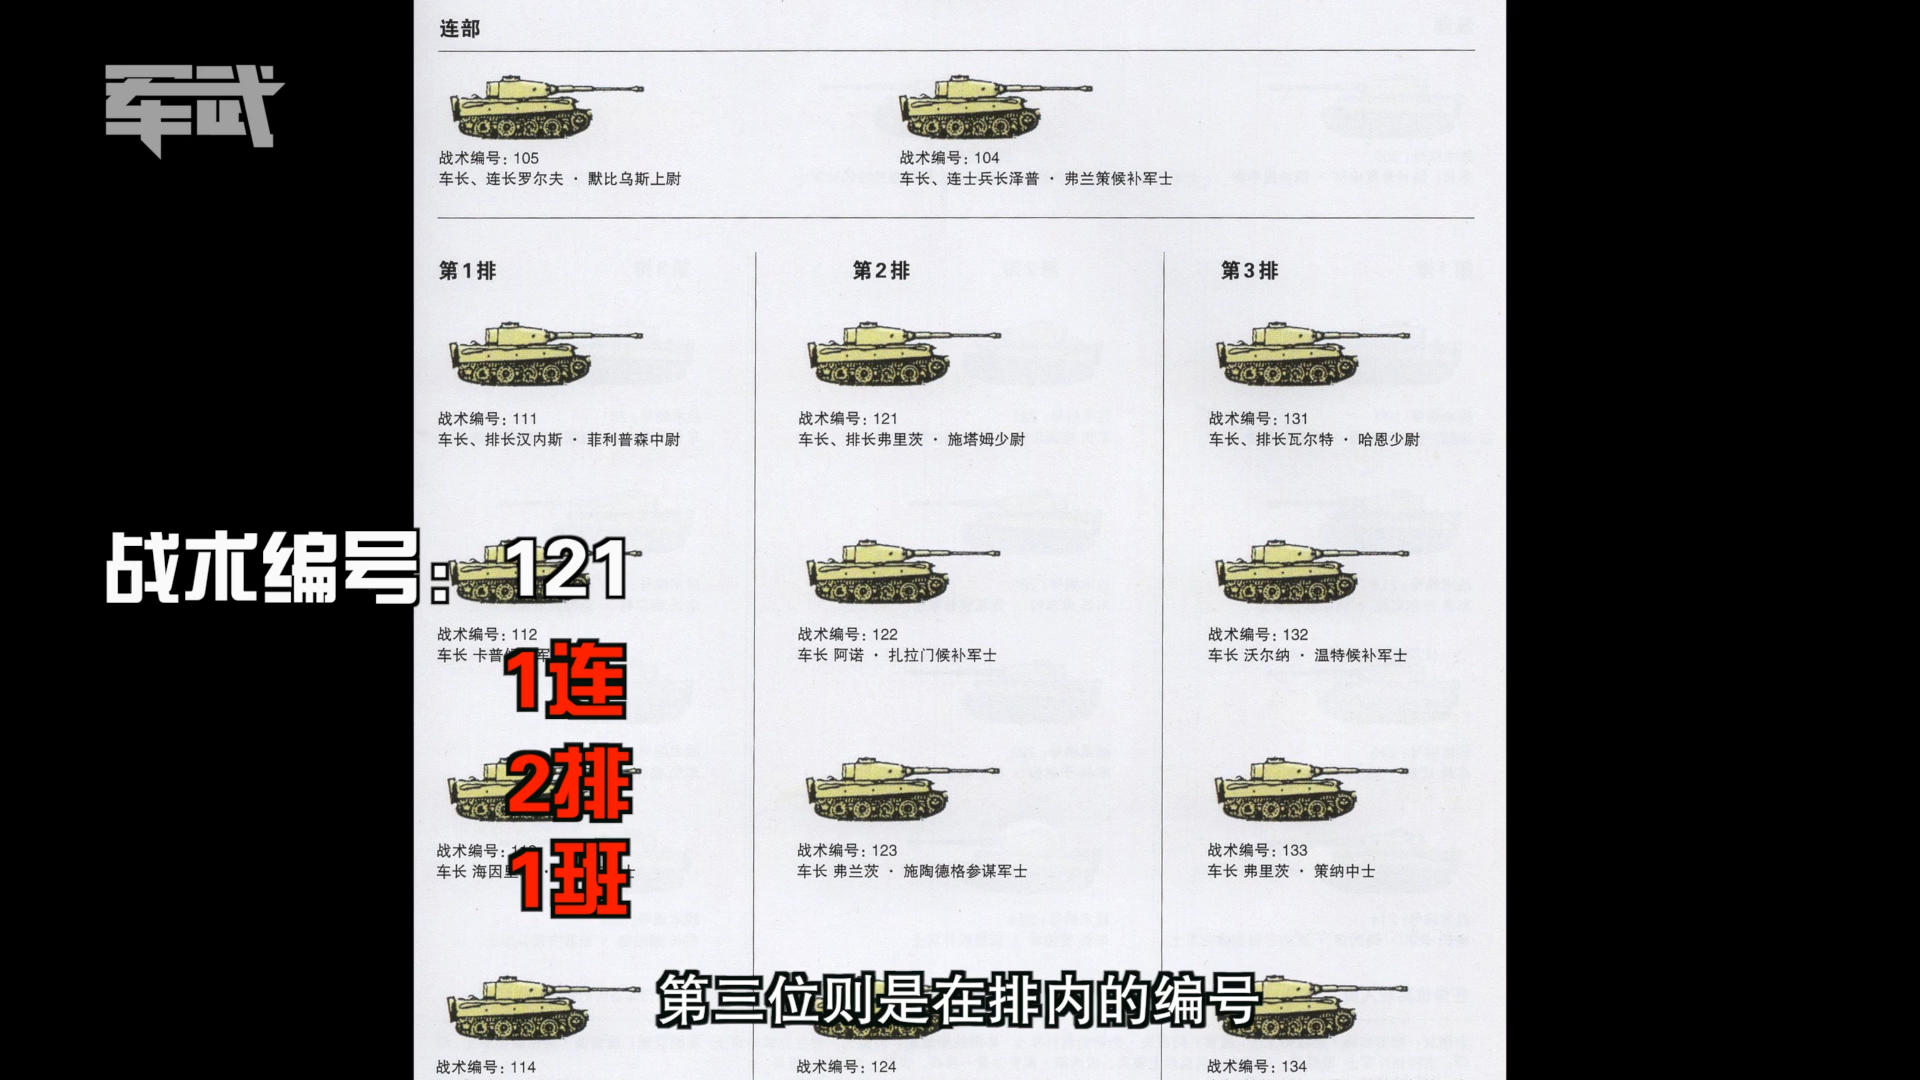 连部
军武
战术编号: 105
车长、连长罗尔夫 · 默比乌斯上尉
战术编号: 104
车长、连士兵长泽普 · 弗兰策候补军士
第1排
第2排
第3排
战术编号: 111
车长、排长汉内斯 · 菲利普森中尉
战术编号: 121
车长、排长弗里茨 · 施塔姆少尉
战术编号: 131
车长、排长瓦尔特 · 哈恩少尉
战术编号: 121
战术编号: 112
车长 卡普
战术编号: 122
车长 阿诺 · 扎拉门候补军士
战术编号: 132
车长 沃尔纳 · 温特候补军士
1连
2排
战术编号:
车长 海因里
战术编号: 123
车长 弗兰茨 · 施陶德格参谋军士
战术编号: 133
车长 弗里茨 · 策纳中士
1班
第三位则是在排内的编号
战术编号: 114
战术编号: 124
战术编号: 134